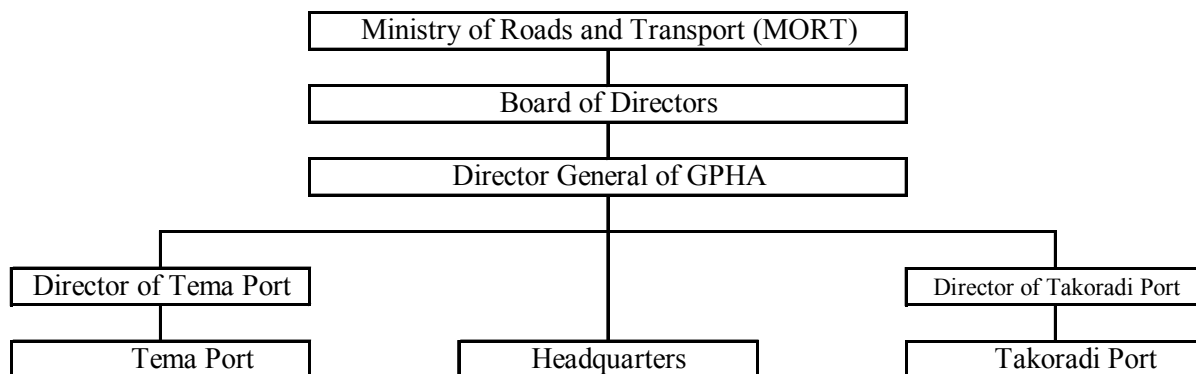 Ministry of Roads and Transport (MORT)
Board of Directors
Director General of GPHA
Director of Tema Port
Director of Takoradi Port
Tema Port
Headquarters
Takoradi Port